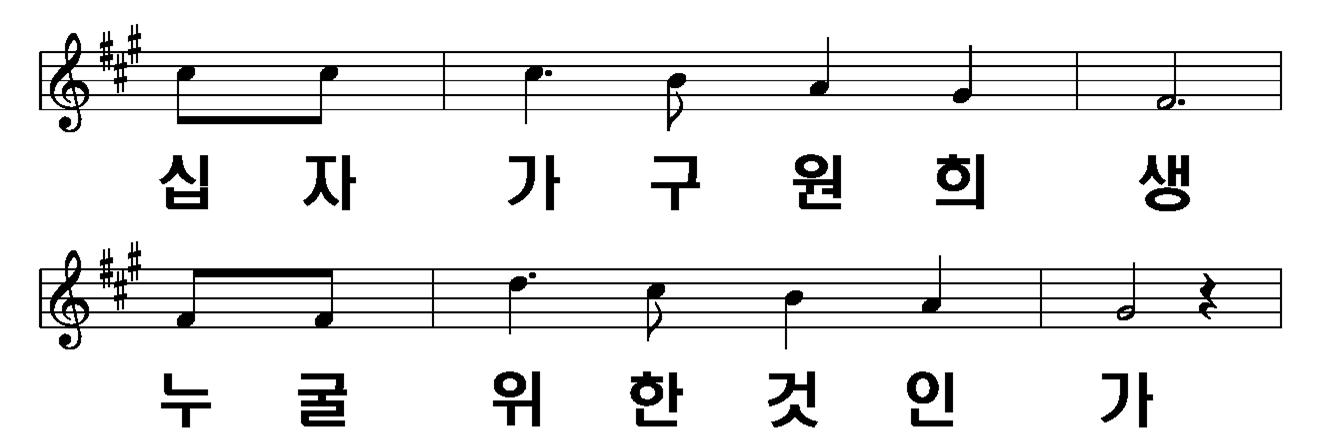 십 자 가 구 원 희 생
누 굴 위 한 것 인 가